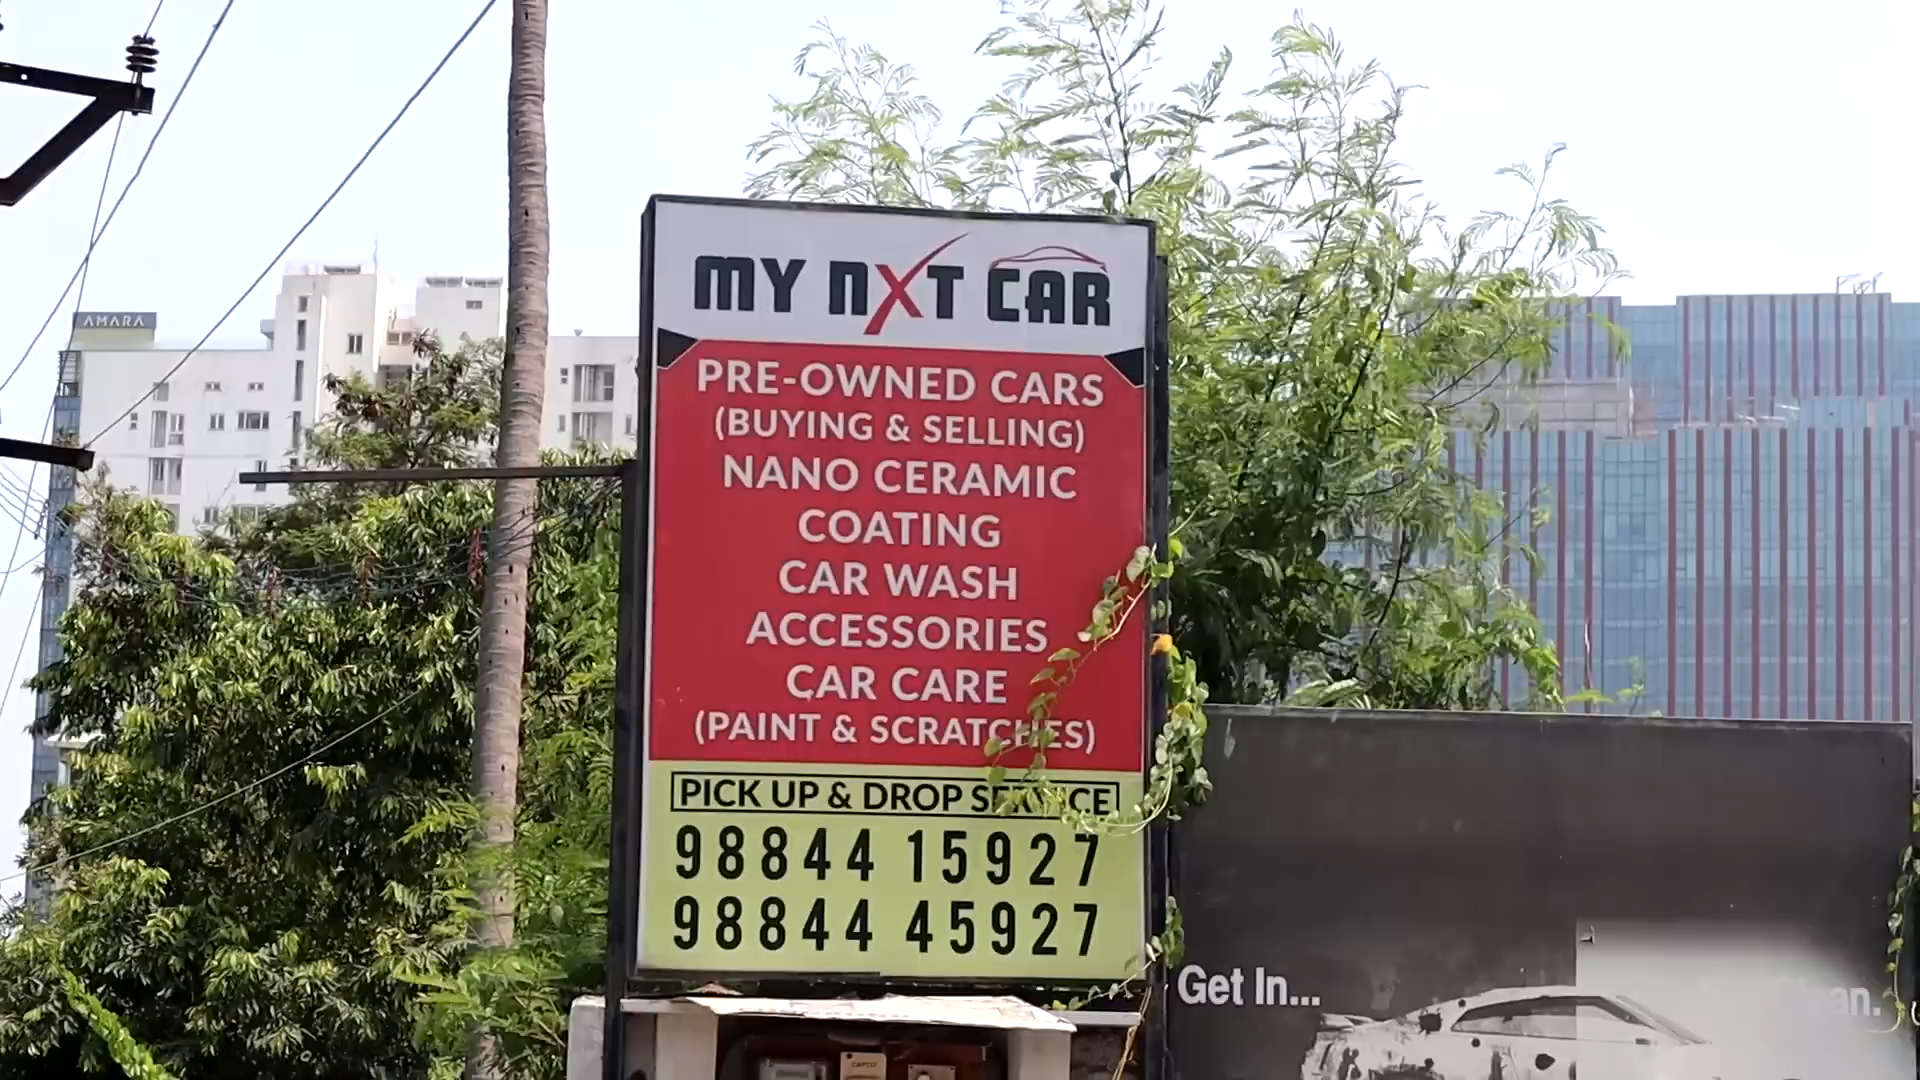 AMARA
MY NXT CAR
PRE-OWNED CARS
(BUYING & SELLING)
NANO CERAMIC
COATING
CAR WASH
ACCESSORIES
CAR CARE
(PAINT & SCRATCHES)
PICK UP & DROP SERVICE
98844 15927
98844 45927
Get In...